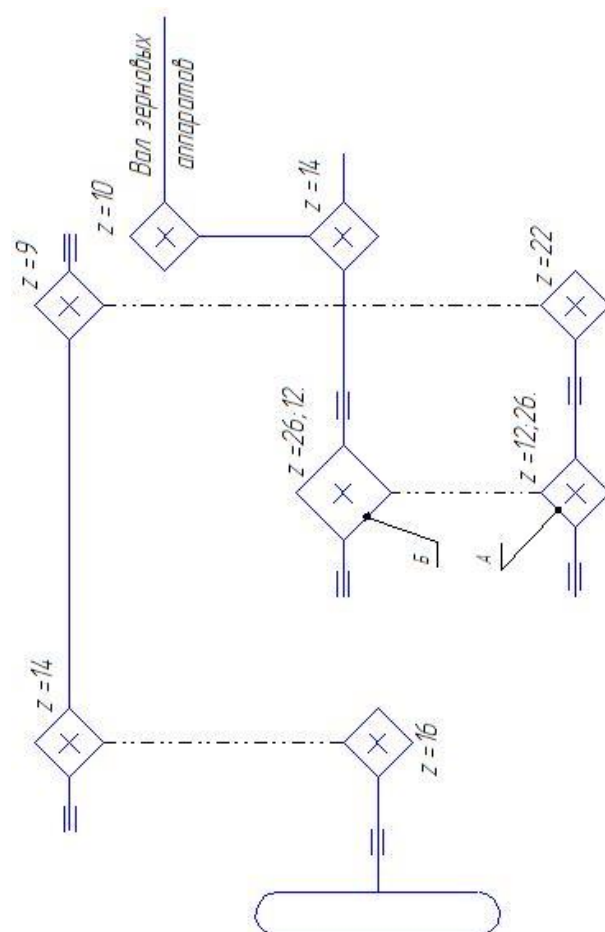 Вал зерновых
аппаратов
z=10
z=14
z=9
z=22
z=26;12.
z=12;26.
Б
А
z=14
z=16